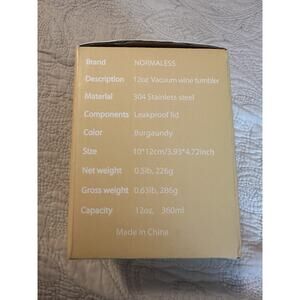 Brand NORMALESS
Description 12oz Vacuum wine tumbler
Material 304 Stainless steel
Components Leakproof lid
Color Burgaundy
Size 10*12cm/3.93*4.72inch
Net weight 0.5lb, 226g
Gross weight 0.63lb, 286g
Capacity 12oz, 360ml
Made in China